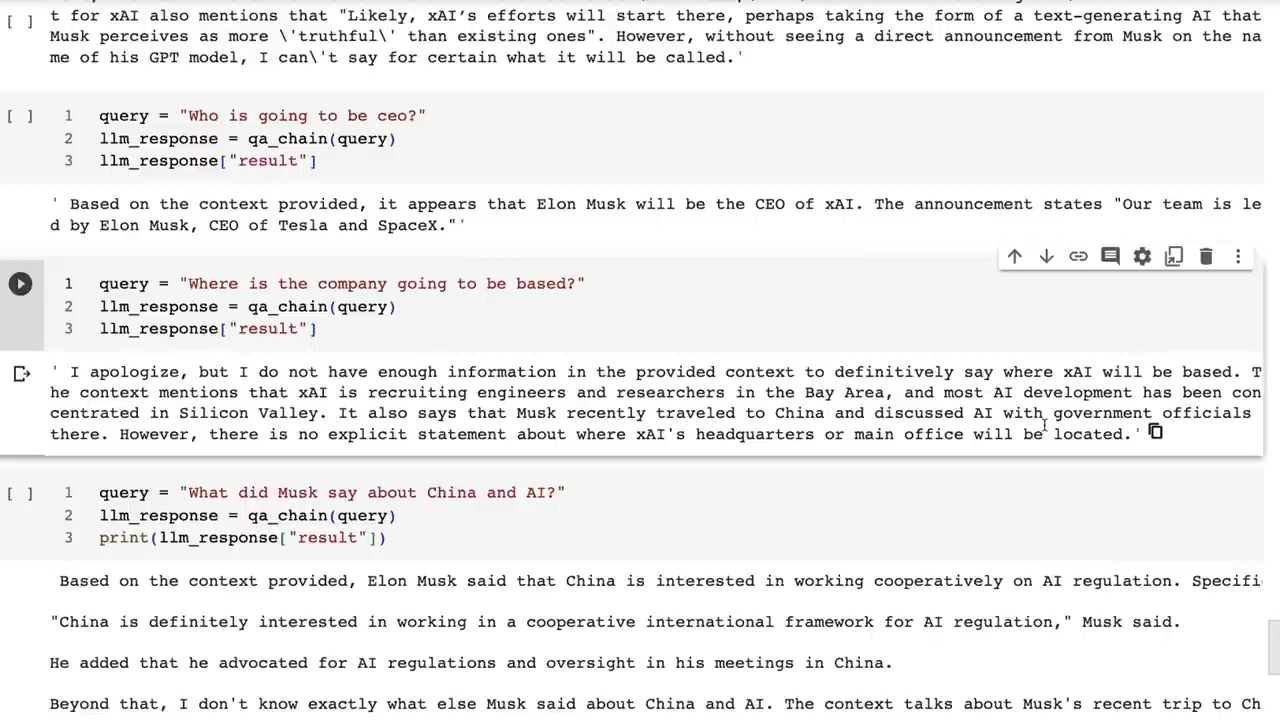 t for xAI also mentions that "Likely, xAI’s efforts will start there, perhaps taking the form of a text-generating AI that
[ ]
Musk perceives as more \'truthful\' than existing ones". However, without seeing a direct announcement from Musk on the na
me of his GPT model, I can\'t say for certain what it will be called.'
[ ] 1 query = "Who is going to be ceo?"
2 llm_response = qa_chain(query)
3 llm_response["result"]
' Based on the context provided, it appears that Elon Musk will be the CEO of xAI. The announcement states "Our team is le
d by Elon Musk, CEO of Tesla and SpaceX."'
1 query = "Where is the company going to be based?"
2 llm_response = qa_chain(query)
3 llm_response["result"]
' I apologize, but I do not have enough information in the provided context to definitively say where xAI will be based. T
he context mentions that xAI is recruiting engineers and researchers in the Bay Area, and most AI development has been con
centrated in Silicon Valley. It also says that Musk recently traveled to China and discussed AI with government officials
there. However, there is no explicit statement about where xAI's headquarters or main office will be located.'
[ ] 1 query = "What did Musk say about China and AI?"
2 llm_response = qa_chain(query)
3 print(llm_response["result"])
Based on the context provided, Elon Musk said that China is interested in working cooperatively on AI regulation. Specifi
"China is definitely interested in working in a cooperative international framework for AI regulation," Musk said.
He added that he advocated for AI regulations and oversight in his meetings in China.
Beyond that, I don't know exactly what else Musk said about China and AI. The context talks about Musk's recent trip to Ch